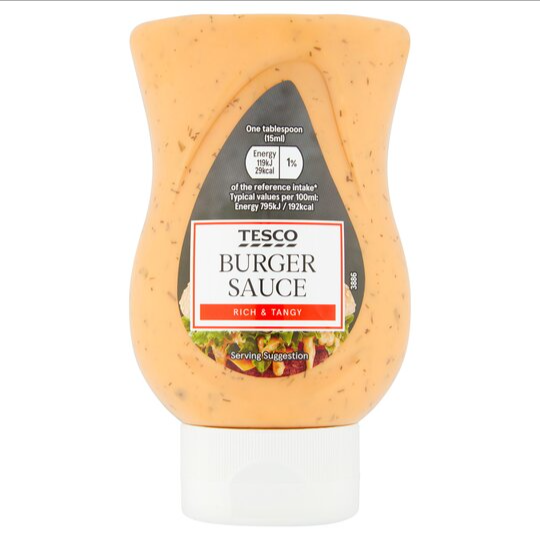 One tablespoon
(15ml)
Energy
119kJ
29kcal
1%
of the reference intake*
Typical values per 100ml:
Energy 795kJ / 192kcal
TESCO
BURGER
SAUCE
RICH & TANGY
3886
Serving Suggestion